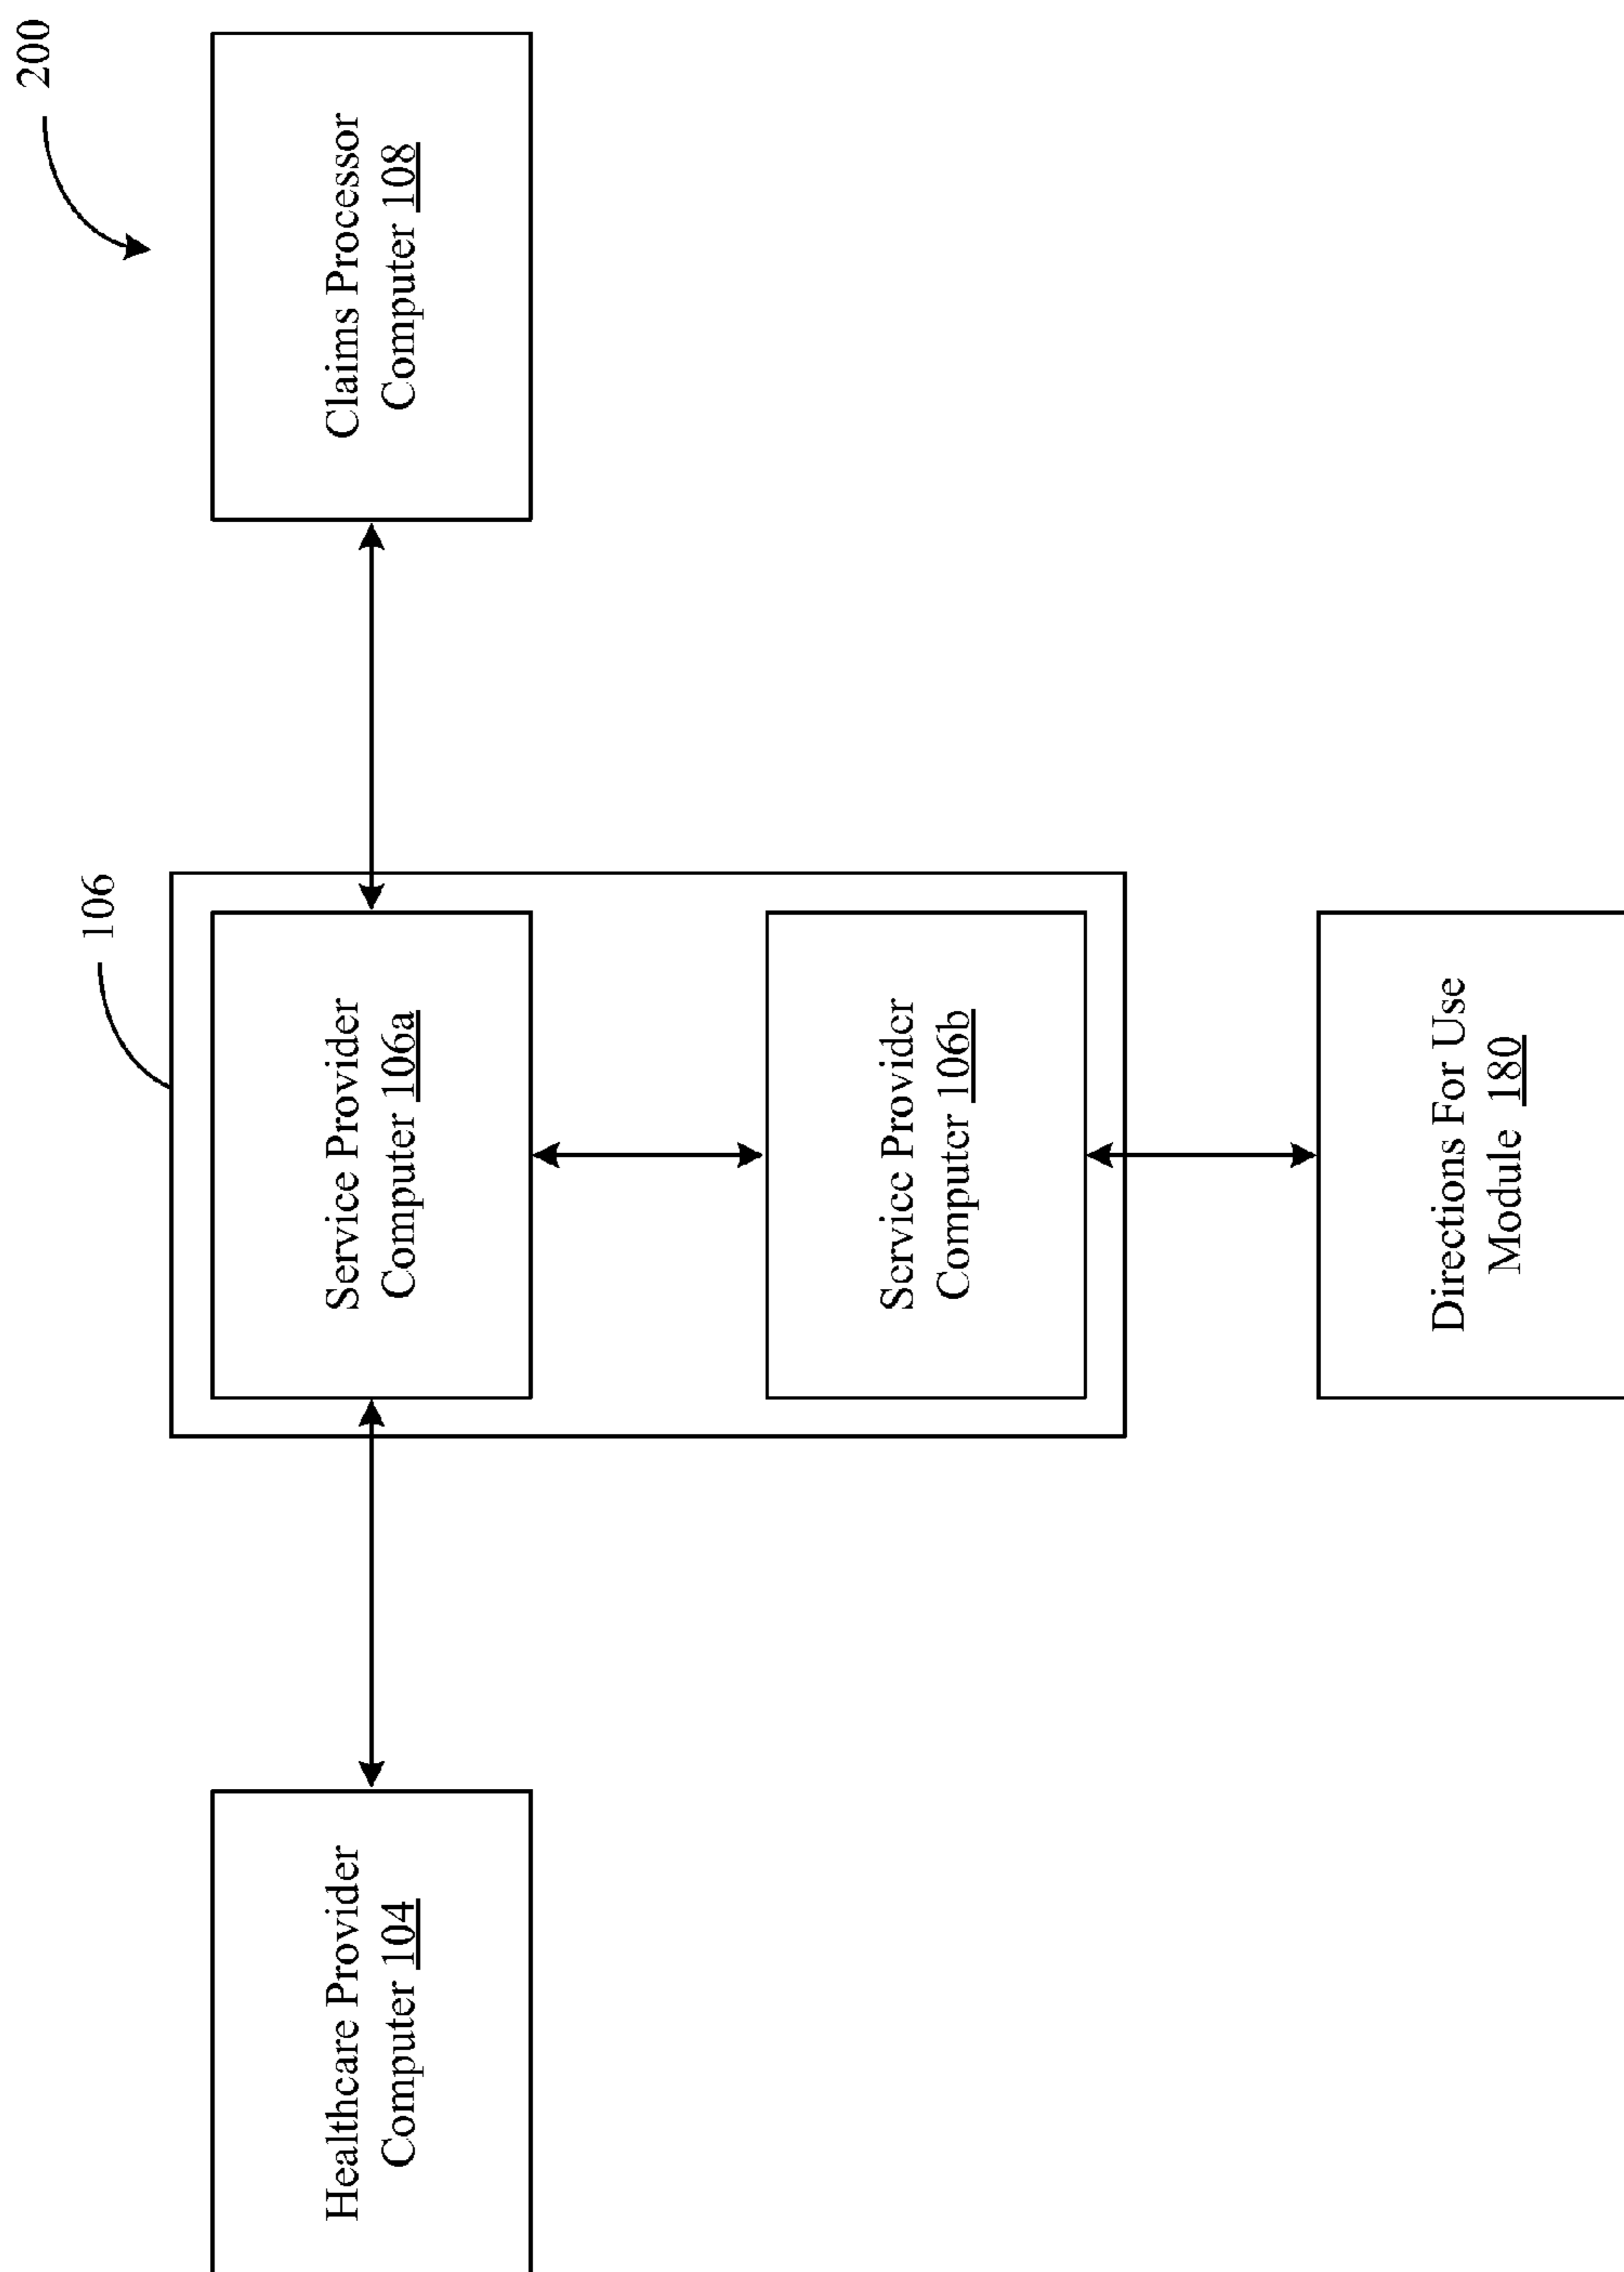 200
106
Healthcare Provider
Computer 104
Service Provider
Computer 106a
Claims Processor
Computer 108
Service Provider
Computer 106b
Directions For Use
Module 180